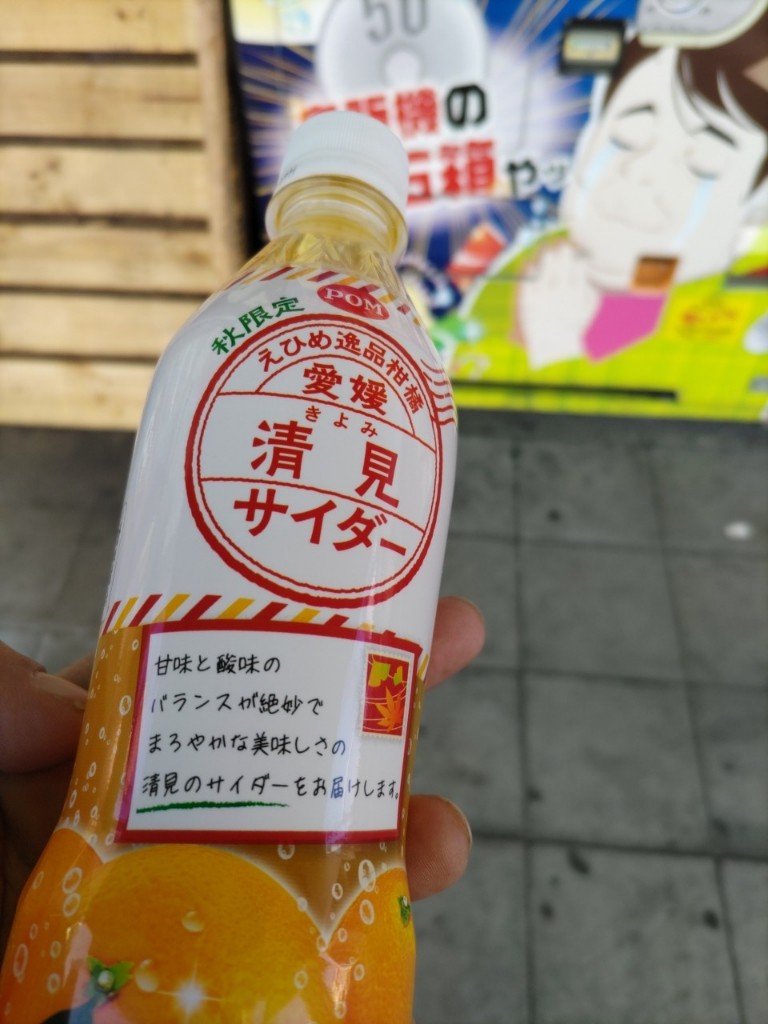 50
機の
箱や
秋限定
POM
えひめ逸品柑橘
愛媛
きよみ
清見
サイダー
甘味と酸味の
バランスが絶妙で
まろやかな美味しさの
清見のサイダーをお届けします。